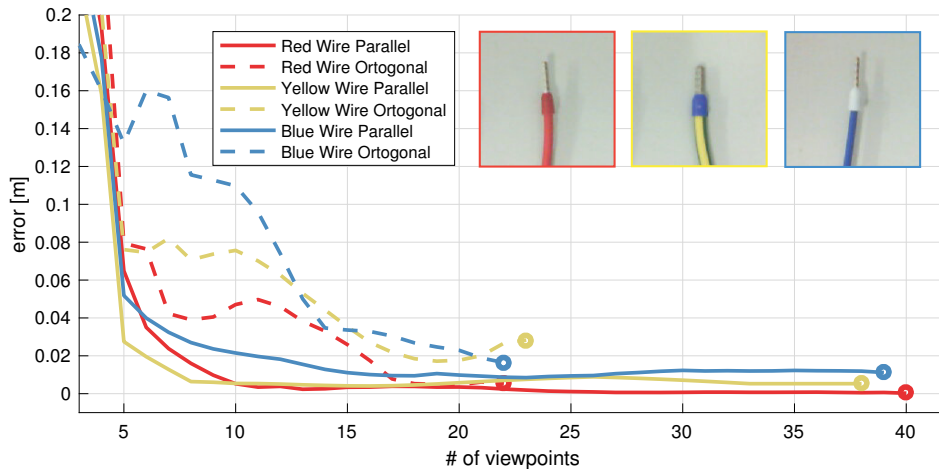 0.2
0.18
0.16
0.14
0.12
0.1
0.08
0.06
0.04
0.02
0
error [m]
Red Wire Parallel
Red Wire Ortogonal
Yellow Wire Parallel
Yellow Wire Ortogonal
Blue Wire Parallel
Blue Wire Ortogonal
5 10 15 20 25 30 35 40
# of viewpoints